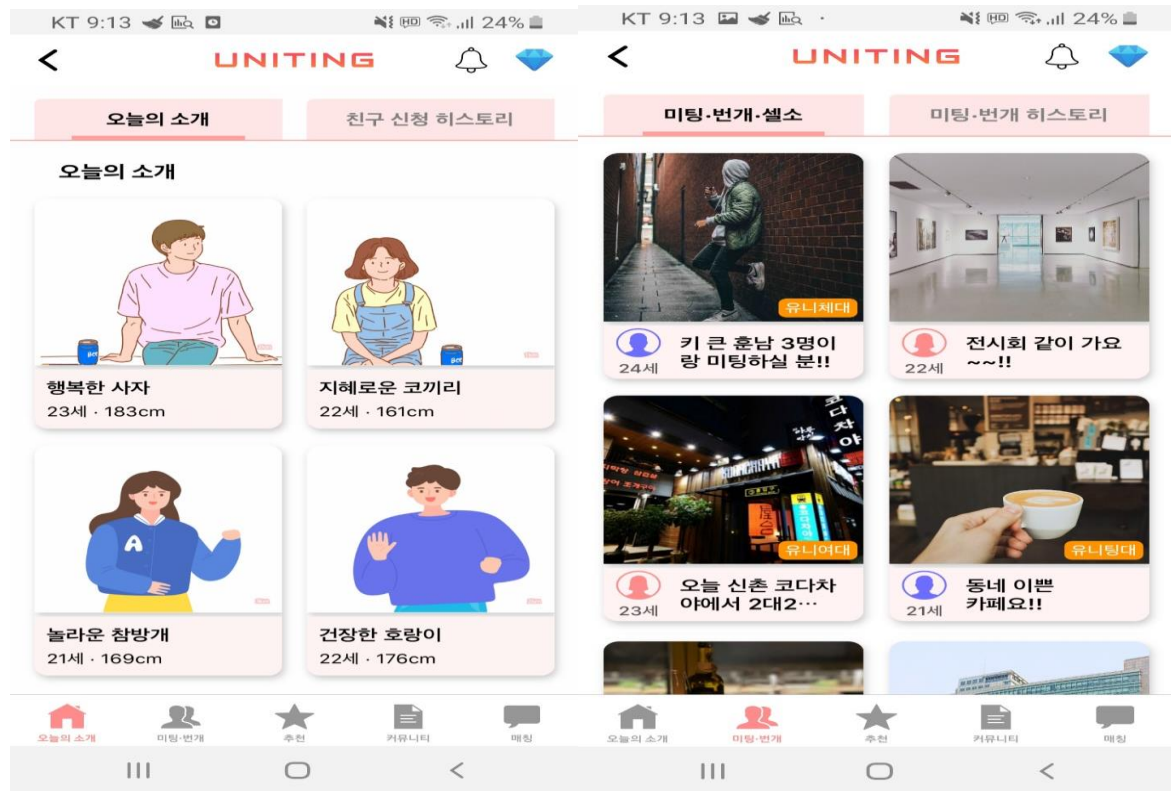 KT 9:13
24%
UNITING
오늘의 소개
친구 신청 히스토리
오늘의 소개
행복한 사자
23세 · 183cm
지혜로운 코끼리
22세 · 161cm
A
놀라운 참방개
21세 · 169cm
건장한 호랑이
22세 · 176cm
오늘의 소개
미팅·번개
추천
커뮤니티
매칭
KT 9:13
24%
UNITING
미팅·번개·셀소
미팅·번개 히스토리
유니체대
24세
키 큰 훈남 3명이
랑 미팅하실 분!!
22세
전시회 같이 가요
~~!!
코다차야
유니여대
23세
오늘 신촌 코다차
야에서 2대2···
유니팅대
21세
동네 이쁜
카페요!!
오늘의 소개
미팅·번개
추천
커뮤니티
매칭